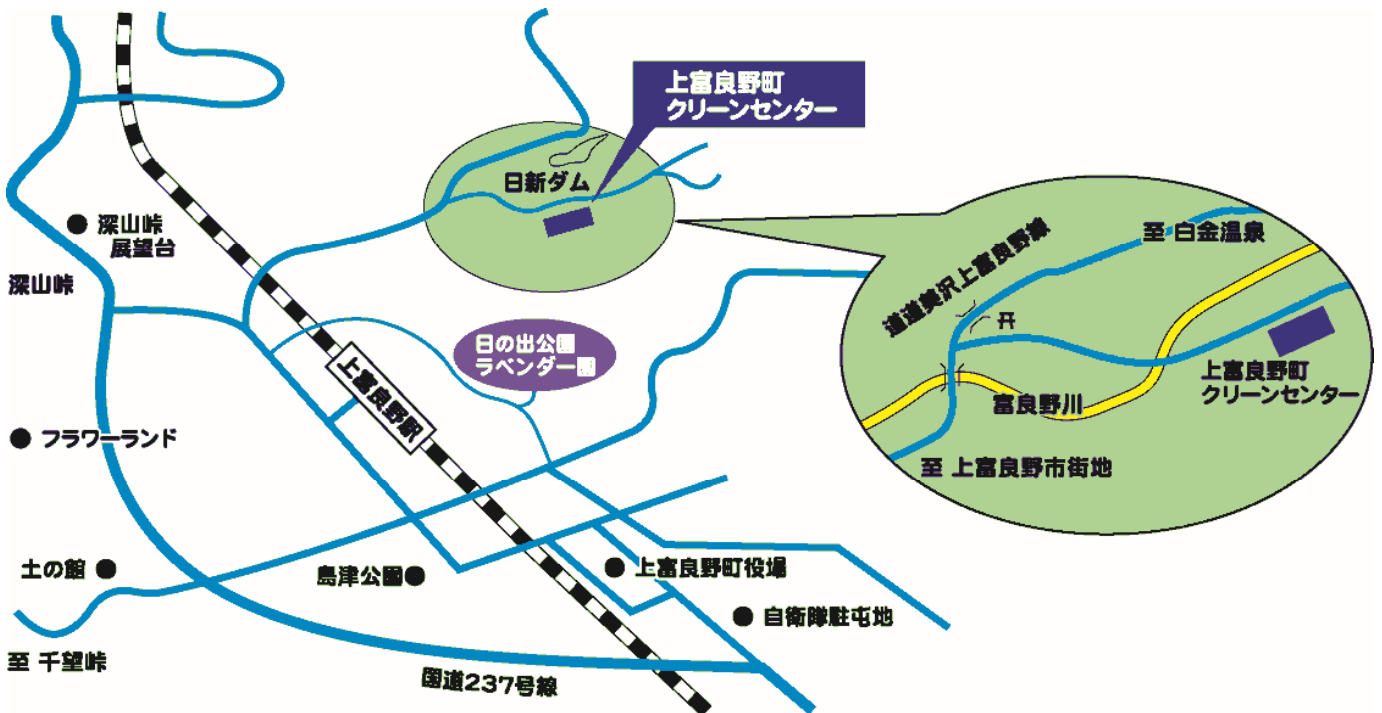 上富良野町
クリーンセンター
日新ダム
深山峠
展望台
深山峠
日の出公園
ラベンダー園
上富良野駅
フラワーランド
土の館
島津公園
上富良野町役場
自衛隊駐屯地
至 千望峠
国道237号線
至 白金温泉
道道美沢上富良野線
上富良野町
クリーンセンター
富良野川
至 上富良野市街地